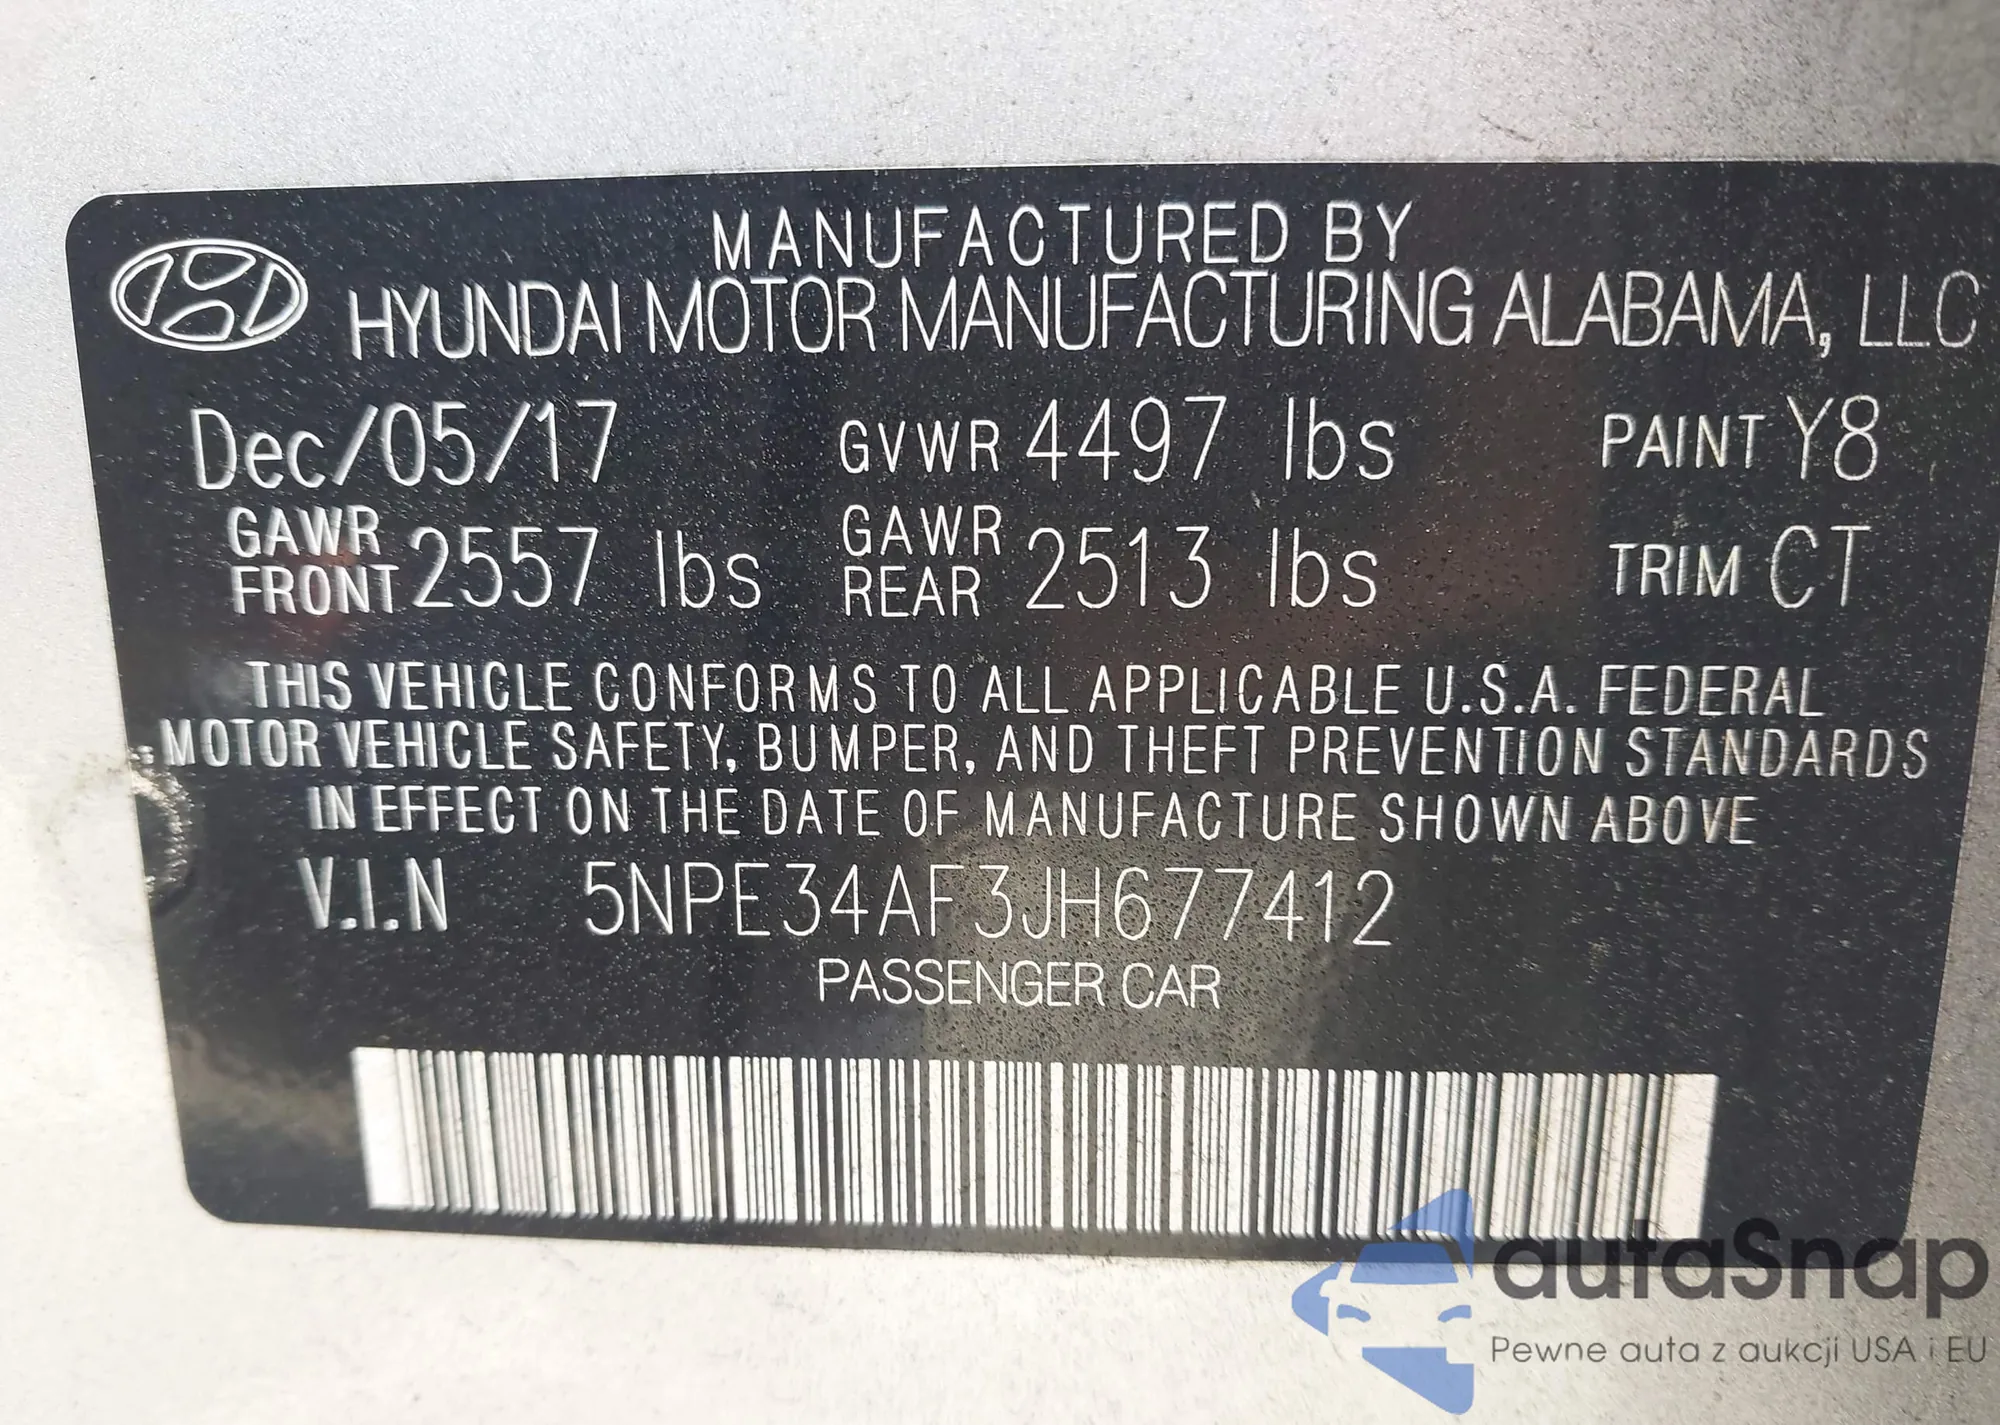 MANUFACTURED BY
HYUNDAI MOTOR MANUFACTURING ALABAMA, LLC
Dec/05/17 GVWR 4497 lbs PAINT Y8
GAWR FRONT 2557 lbs GAWR REAR 2513 lbs TRIM CT
THIS VEHICLE CONFORMS TO ALL APPLICABLE U.S.A. FEDERAL
MOTOR VEHICLE SAFETY, BUMPER, AND THEFT PREVENTION STANDARDS
IN EFFECT ON THE DATE OF MANUFACTURE SHOWN ABOVE
V.I.N 5NPE34AF3JH677412
PASSENGER CAR
autaSnap
Pewne auta z aukcji USA i EU